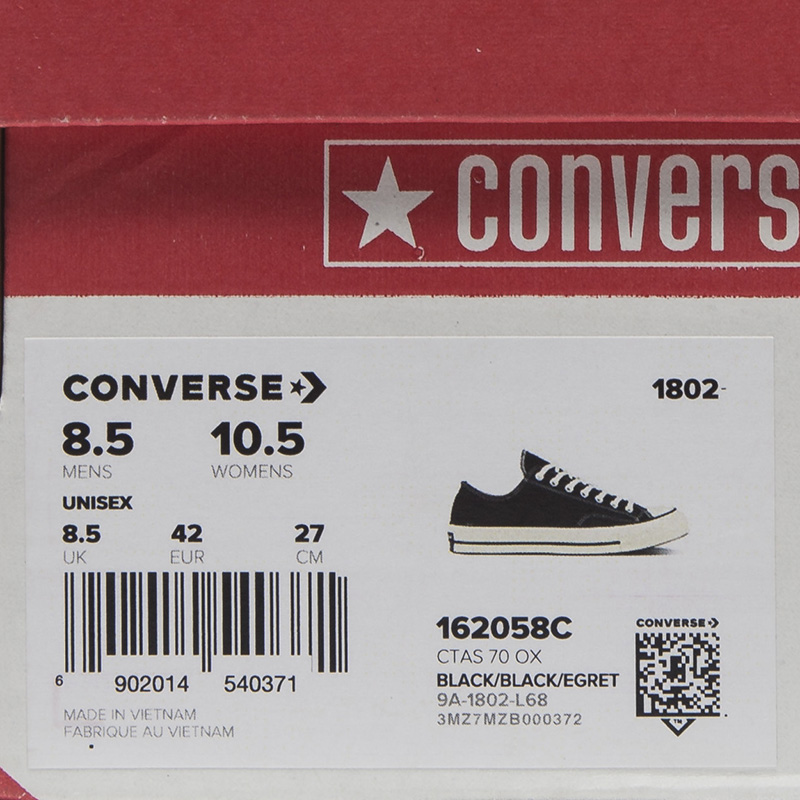 convers
CONVERSE
1802-
8.5 10.5
MENS WOMENS
UNISEX
8.5 42 27
UK EUR CM
6 902014 540371
MADE IN VIETNAM
FABRIQUE AU VIETNAM
162058C
CTAS 70 OX
BLACK/BLACK/EGRET
9A-1802-L68
3MZ7MZB000372
CONVERSE
TM